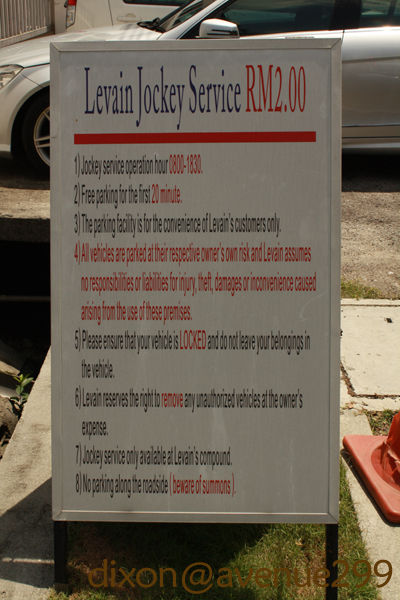 Levain Jockey Service RM2.00
1) Jockey service operation hour 0800-1830.
2) Free parking for the first 20 minute.
3) The parking facility is for the convenience of Levain's customers only.
4) All vehicles are parked at their respective owner's own risk and Levain assumes
no responsibilities or liabilities for injury, theft, damages or inconvenience caused
arising from the use of these premises.
5) Please ensure that your vehicle is LOCKED and do not leave your belongings in
the vehicle.
6) Levain reserves the right to remove any unauthorized vehicles at the owner's
expense.
7) Jockey service only available at Levain's compound.
8) No parking along the roadside ( beware of summons ).
dixon@avenue299